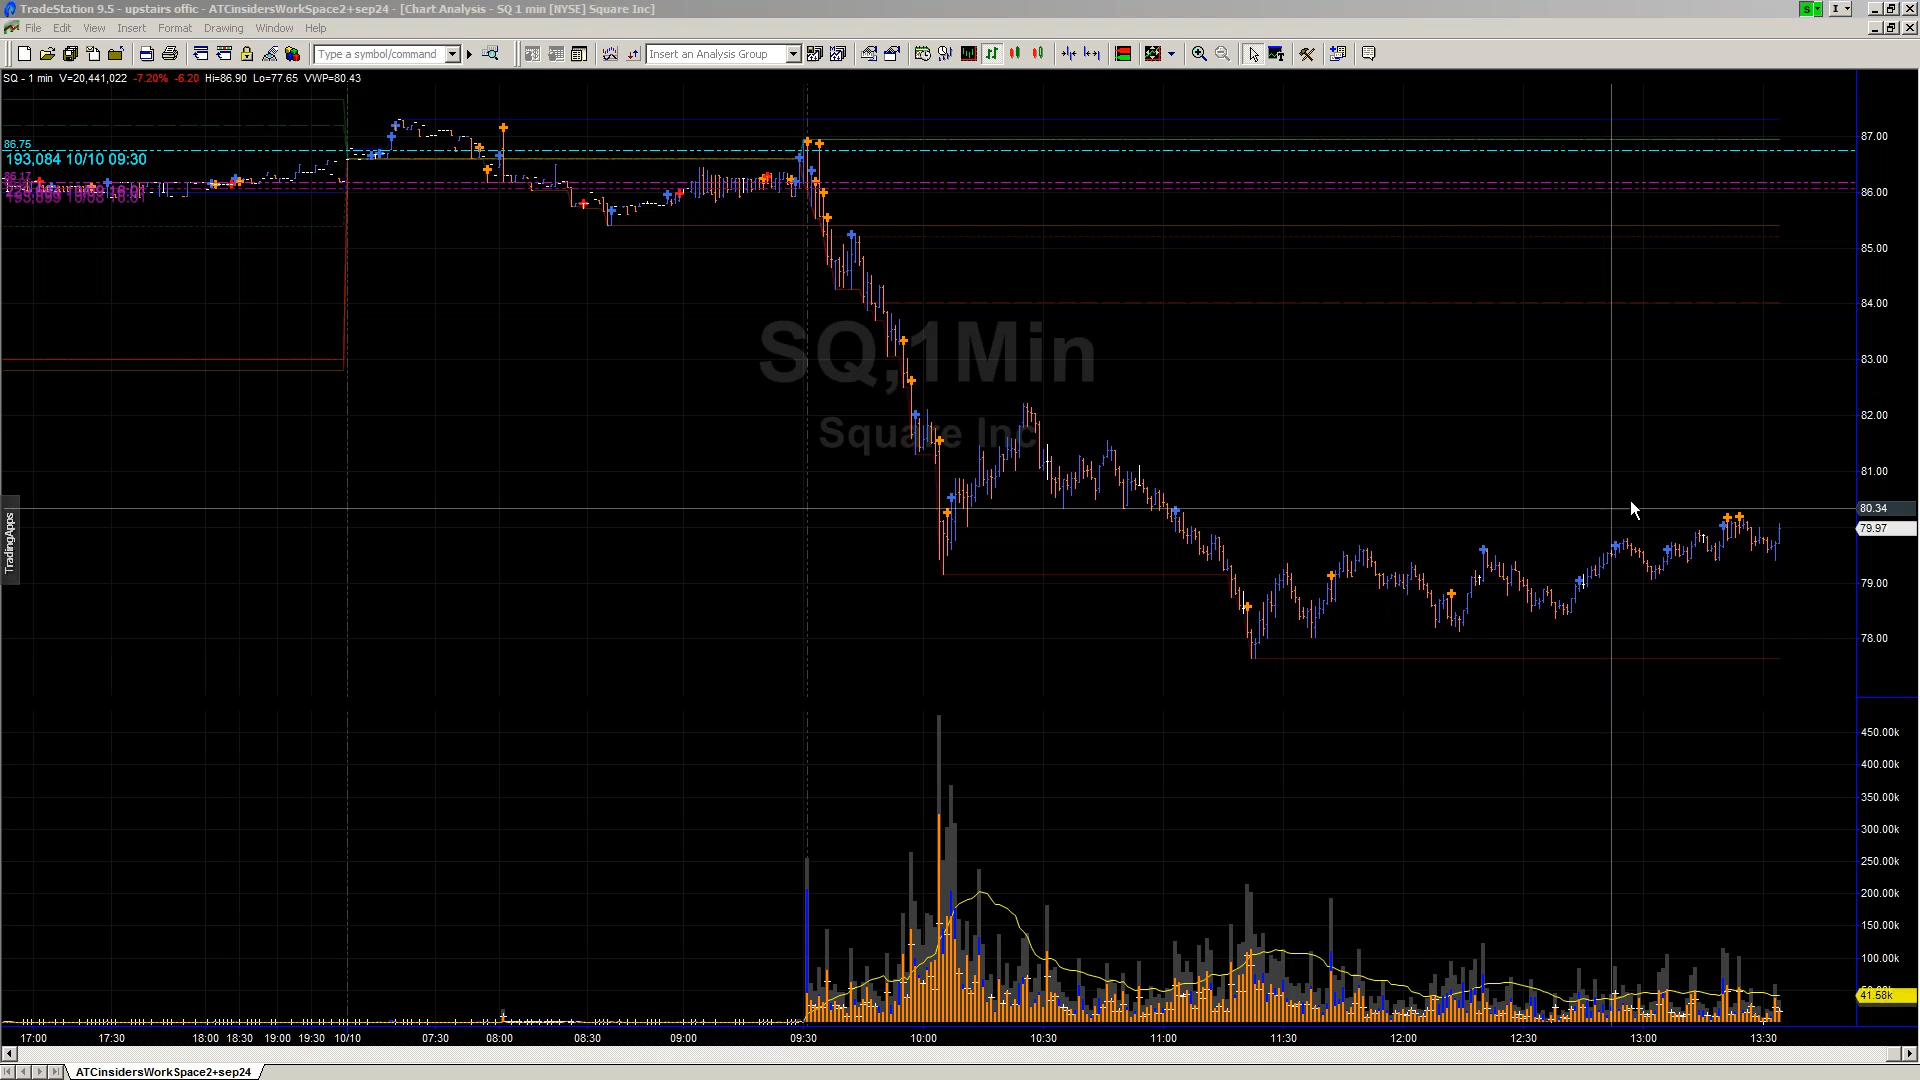 TradeStation 9.5 - upstairs offic - ATCinsidersWorkSpace2+sep24 - [Chart Analysis - SQ 1 min [NYSE] Square Inc]
File Edit View Insert Format Drawing Window Help
Type a symbol/command Insert an Analysis Group
SQ - 1 min V=20,441,022 -7.20% -6.20 Hi=86.90 Lo=77.65 VWP=80.43
86.75
193,084 10/10 09:30
86.17
87.00
86.00
85.00
84.00
83.00
82.00
81.00
80.34
79.97
79.00
78.00
SQ,1Min
Square Inc
TradingApps
450.00k
400.00k
350.00k
300.00k
250.00k
200.00k
150.00k
100.00k
41.58k
17:00 17:30 18:00 18:30 19:00 19:30 10/10 07:30 08:00 08:30 09:00 09:30 10:00 10:30 11:00 11:30 12:00 12:30 13:00 13:30
ATCinsidersWorkSpace2+sep24